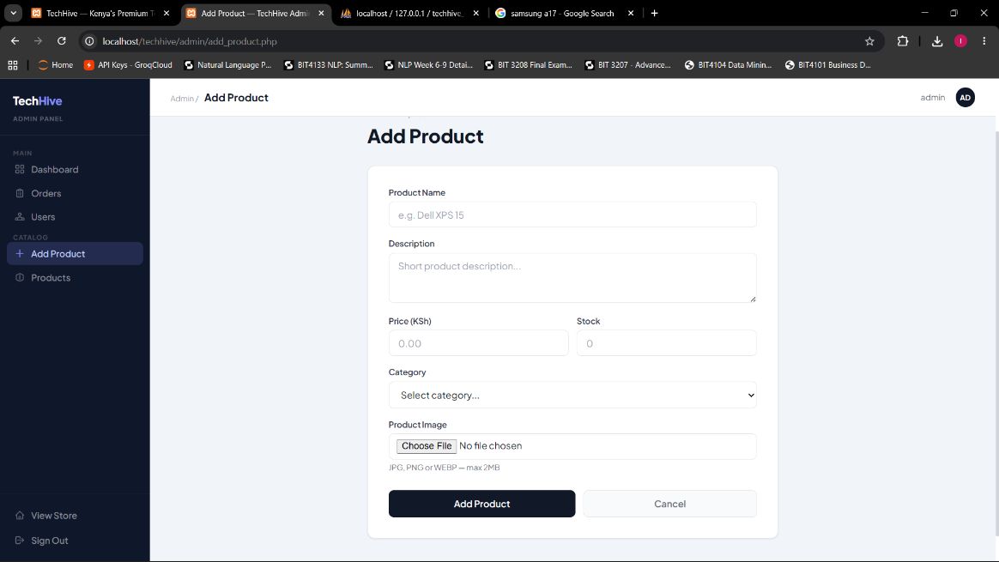 TechHive — Kenya's Premium T
Add Product — TechHive Admin
localhost / 127.0.0.1 / techhive_
samsung a17 - Google Search
localhost/techhive/admin/add_product.php
Home
API Keys - GroqCloud
Natural Language P...
BIT4133 NLP: Summ...
NLP Week 6-9 Detai...
BIT 3208 Final Exam...
BIT 3207 - Advance...
BIT4104 Data Minin...
BIT4101 Business D...
TechHive
ADMIN PANEL
Admin / Add Product
admin
AD
MAIN
Dashboard
Orders
Users
CATALOG
Add Product
Products
View Store
Sign Out
Add Product
Product Name
e.g. Dell XPS 15
Description
Short product description...
Price (KSh)
Stock
0.00
0
Category
Select category...
Product Image
Choose File No file chosen
JPG, PNG or WEBP — max 2MB
Add Product
Cancel